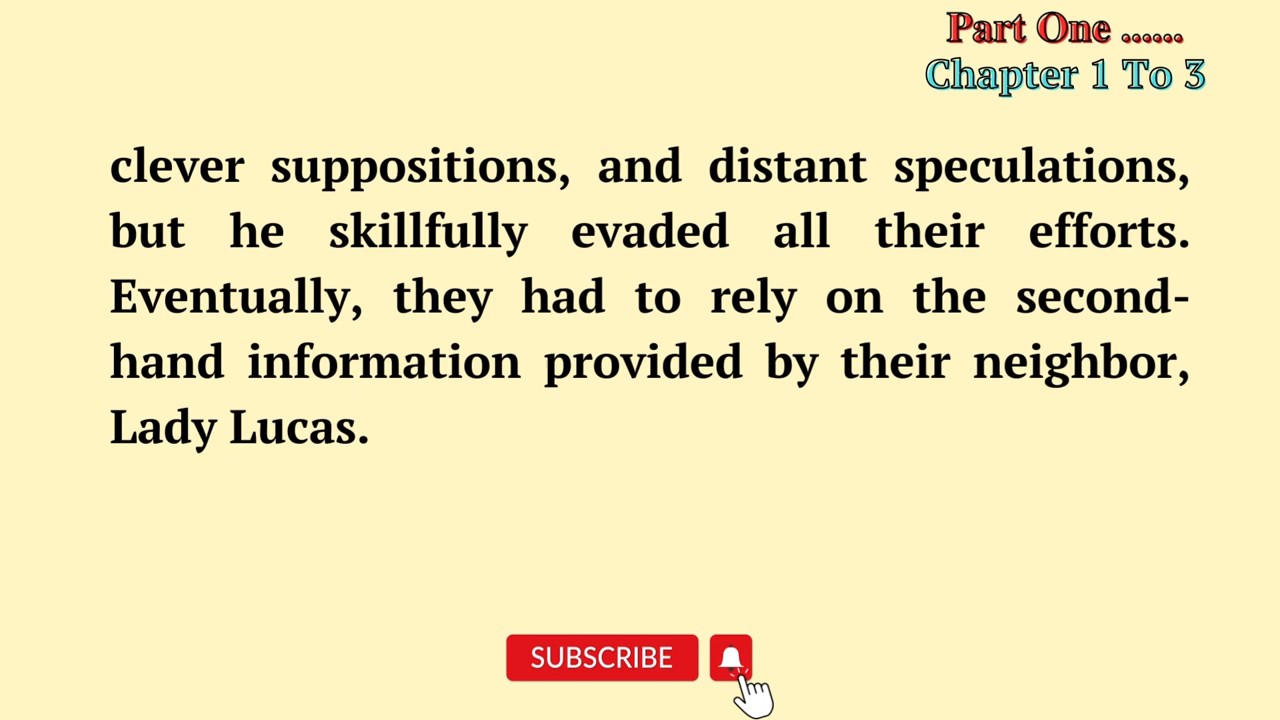 Part One ......
Chapter 1 To 3
clever suppositions, and distant speculations,
but he skillfully evaded all their efforts.
Eventually, they had to rely on the second-
hand information provided by their neighbor,
Lady Lucas.
SUBSCRIBE